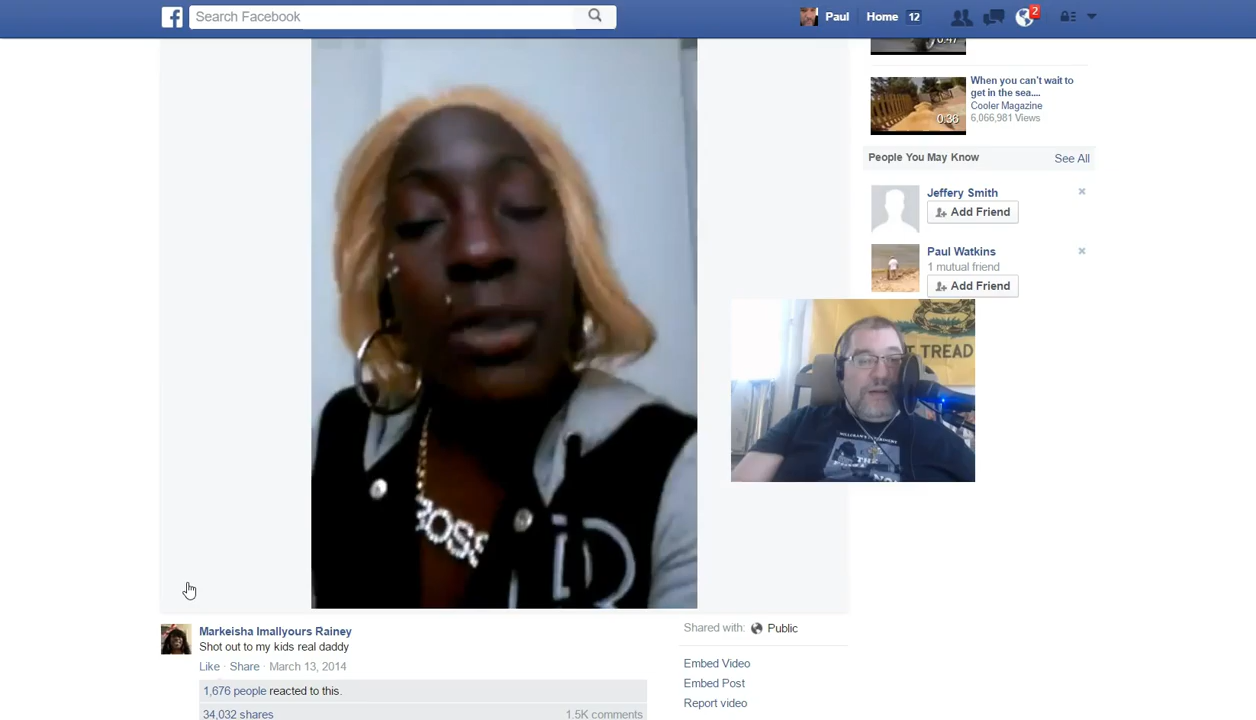 Search Facebook
Paul
Home 12
2
0:47
When you can't wait to
get in the sea....
Cooler Magazine
6,066,981 Views
0:36
People You May Know
See All
Jeffery Smith
Add Friend
Paul Watkins
1 mutual friend
Add Friend
T TREAD
BOSS
Markeisha Imallyours Rainey
Shot out to my kids real daddy
Like · Share · March 13, 2014
1,676 people reacted to this.
34,032 shares
1.5K comments
Shared with: Public
Embed Video
Embed Post
Report video